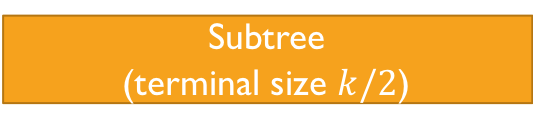 Subtree
(terminal size 𝑘/2)